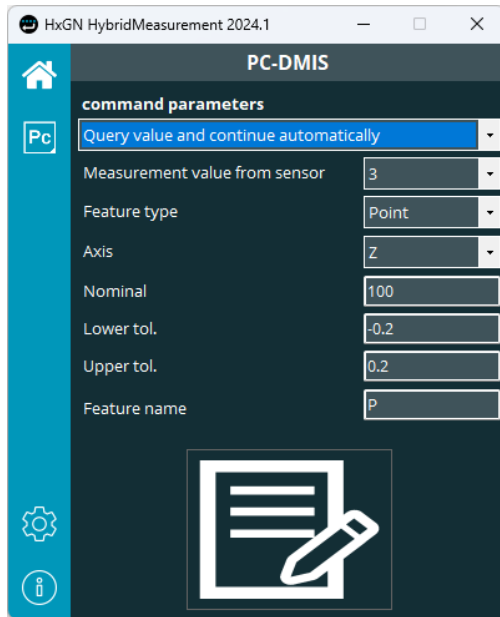 HxGN HybridMeasurement 2024.1
PC-DMIS
command parameters
Pc
Query value and continue automatically
Measurement value from sensor 3
Feature type Point
Axis Z
Nominal 100
Lower tol. -0.2
Upper tol. 0.2
Feature name P